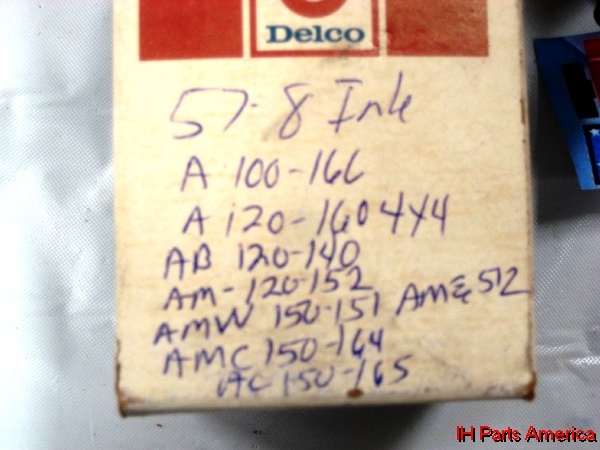 Delco
57-8 Ink
A 100-166
A 120-160 4x4
AB 120-140
AM-120-152
AMW 150-151 AM& 512
AMC 150-164
AC 150-165
IH Parts America